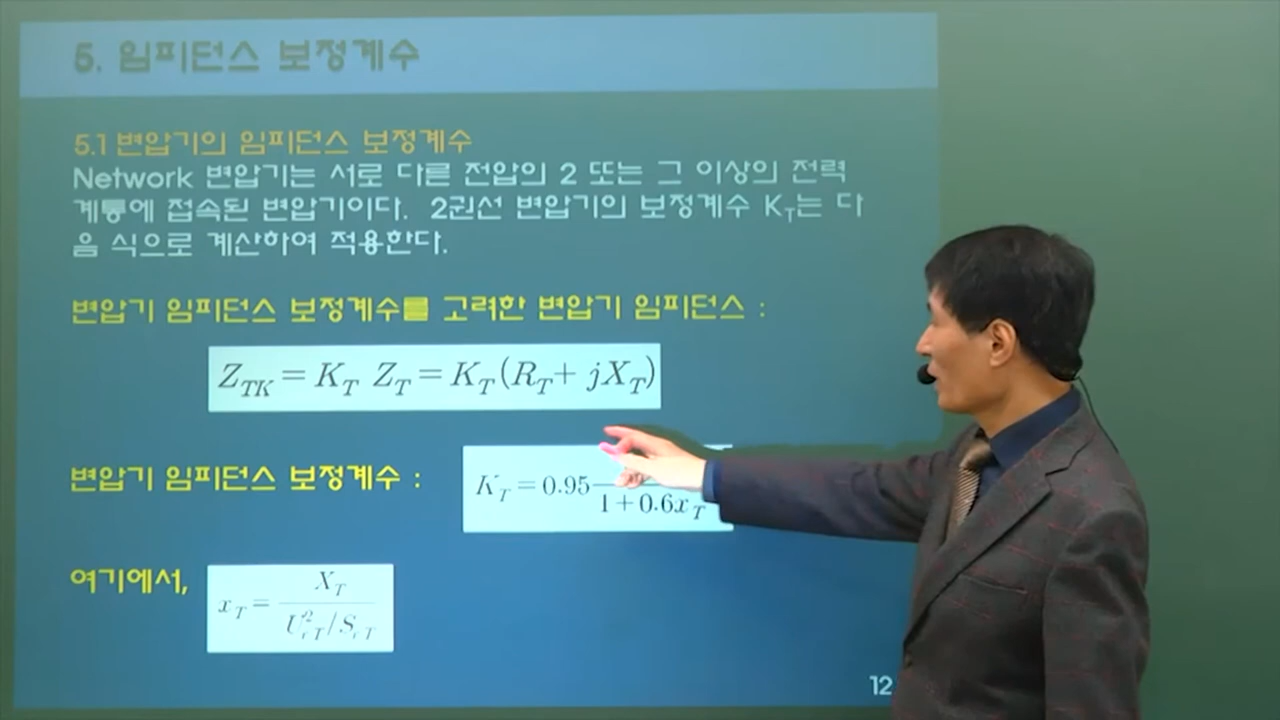 5. 임피던스 보정계수
5.1 변압기의 임피던스 보정계수
Network 변압기는 서로 다른 전압의 2 또는 그 이상의 전력
계통에 접속된 변압기이다. 2권선 변압기의 보정계수 K_T는 다
음 식으로 계산하여 적용한다.
변압기 임피던스 보정계수를 고려한 변압기 임피던스 :
Z_TK = K_T Z_T = K_T (R_T + jX_T)
변압기 임피던스 보정계수 : K_T = 0.95 / 1 + 0.6x_T
여기에서, x_T = X_T / U_rT^2 / S_rT
12